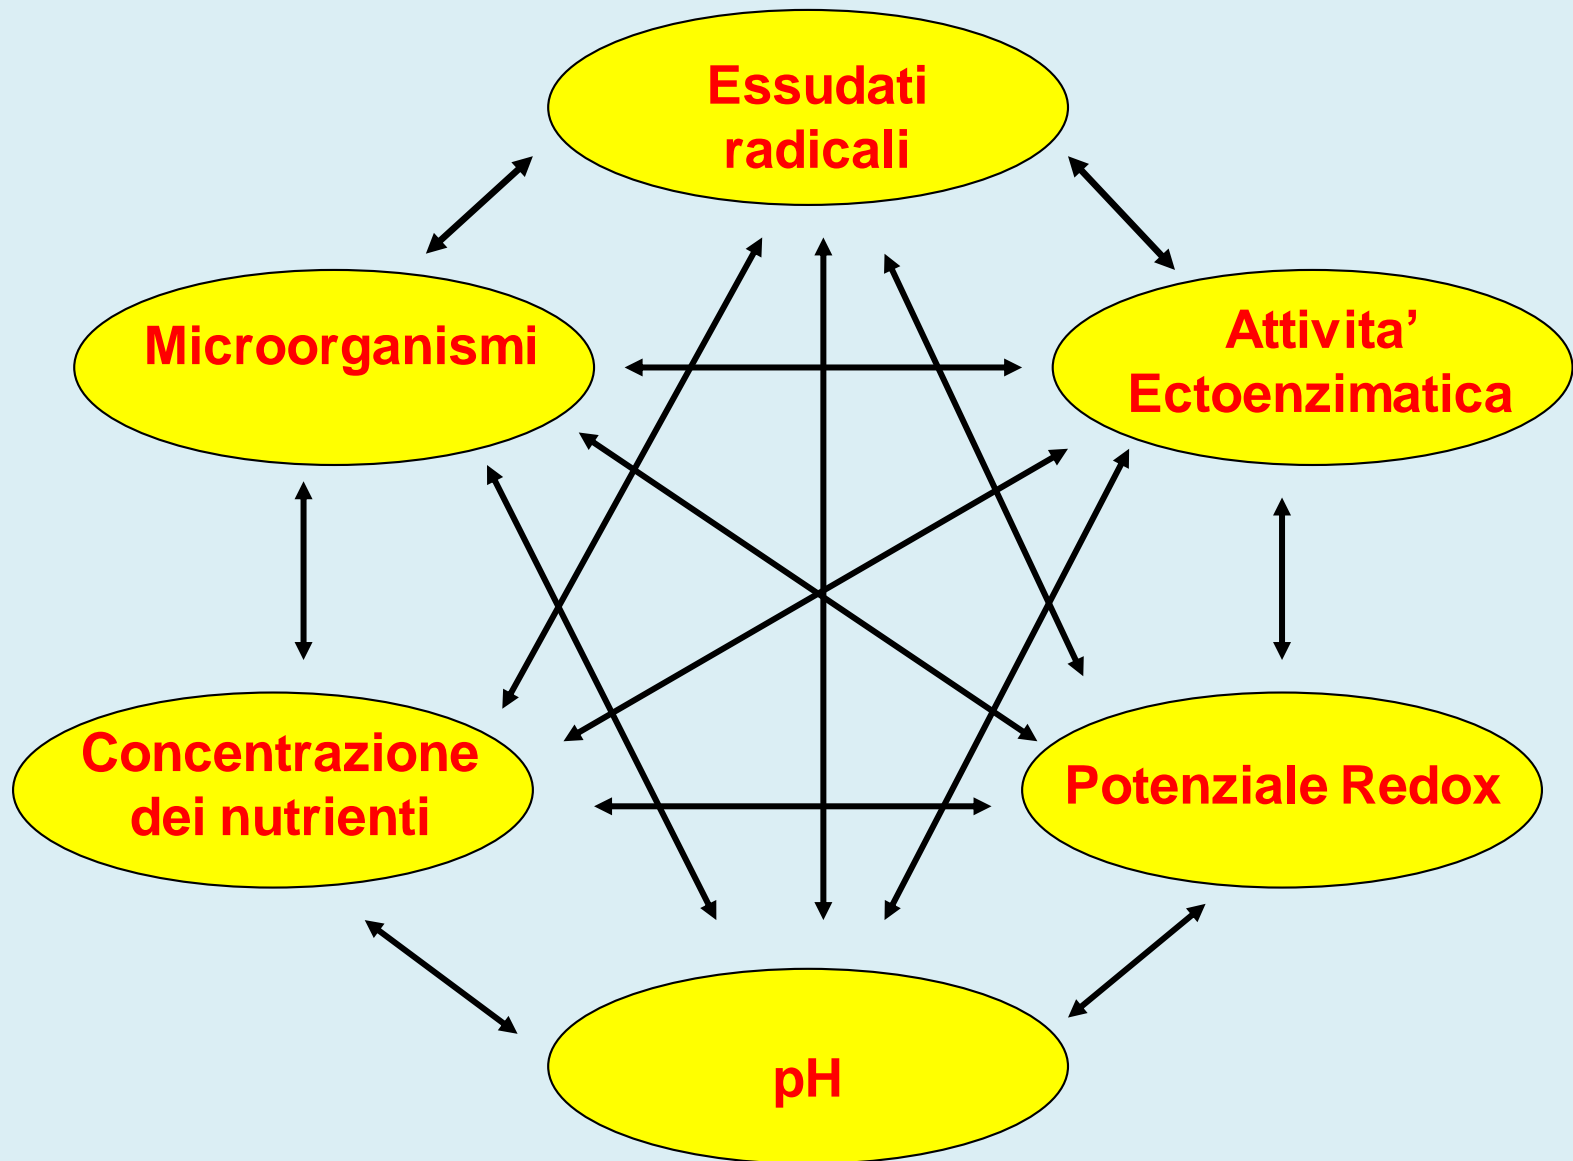 Essudati
radicali
Microorganismi
Attivita’
Ectoenzimatica
Concentrazione
dei nutrienti
Potenziale Redox
pH